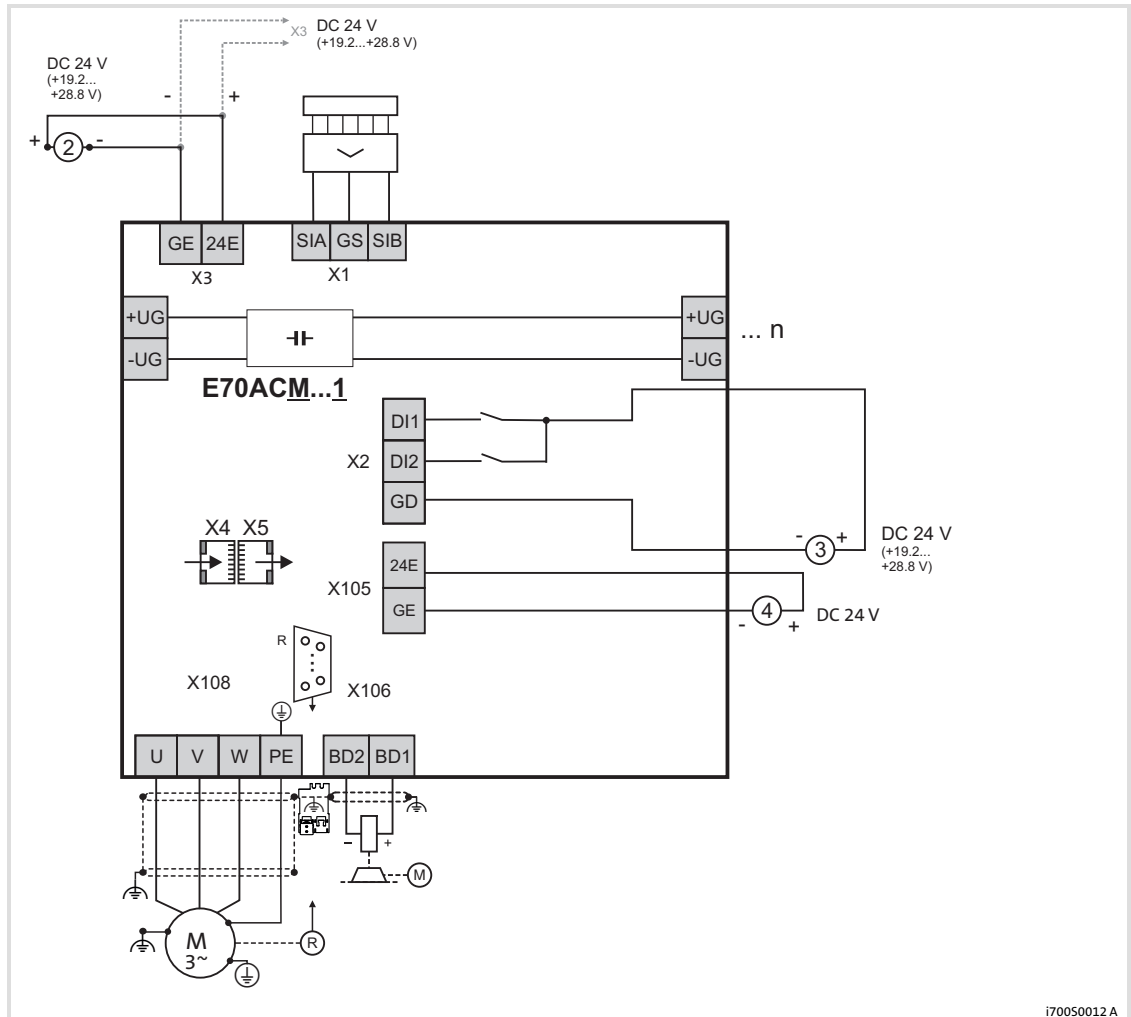 X3 DC 24 V
(+19.2...+28.8 V)
DC 24 V
(+19.2...
+28.8 V)
- +
+ 2 -
GE 24E
X3
SIA GS SIB
X1
+UG
-UG
+UG
-UG
... n
E70ACM...1
DI1
X2 DI2
GD
X4 X5
- 3 +
DC 24 V
(+19.2...
+28.8 V)
24E
X105
GE
- 4 +
DC 24 V
R
X108
X106
U V W PE
BD2 BD1
- +
M
M
3~
R
i700S0012 A